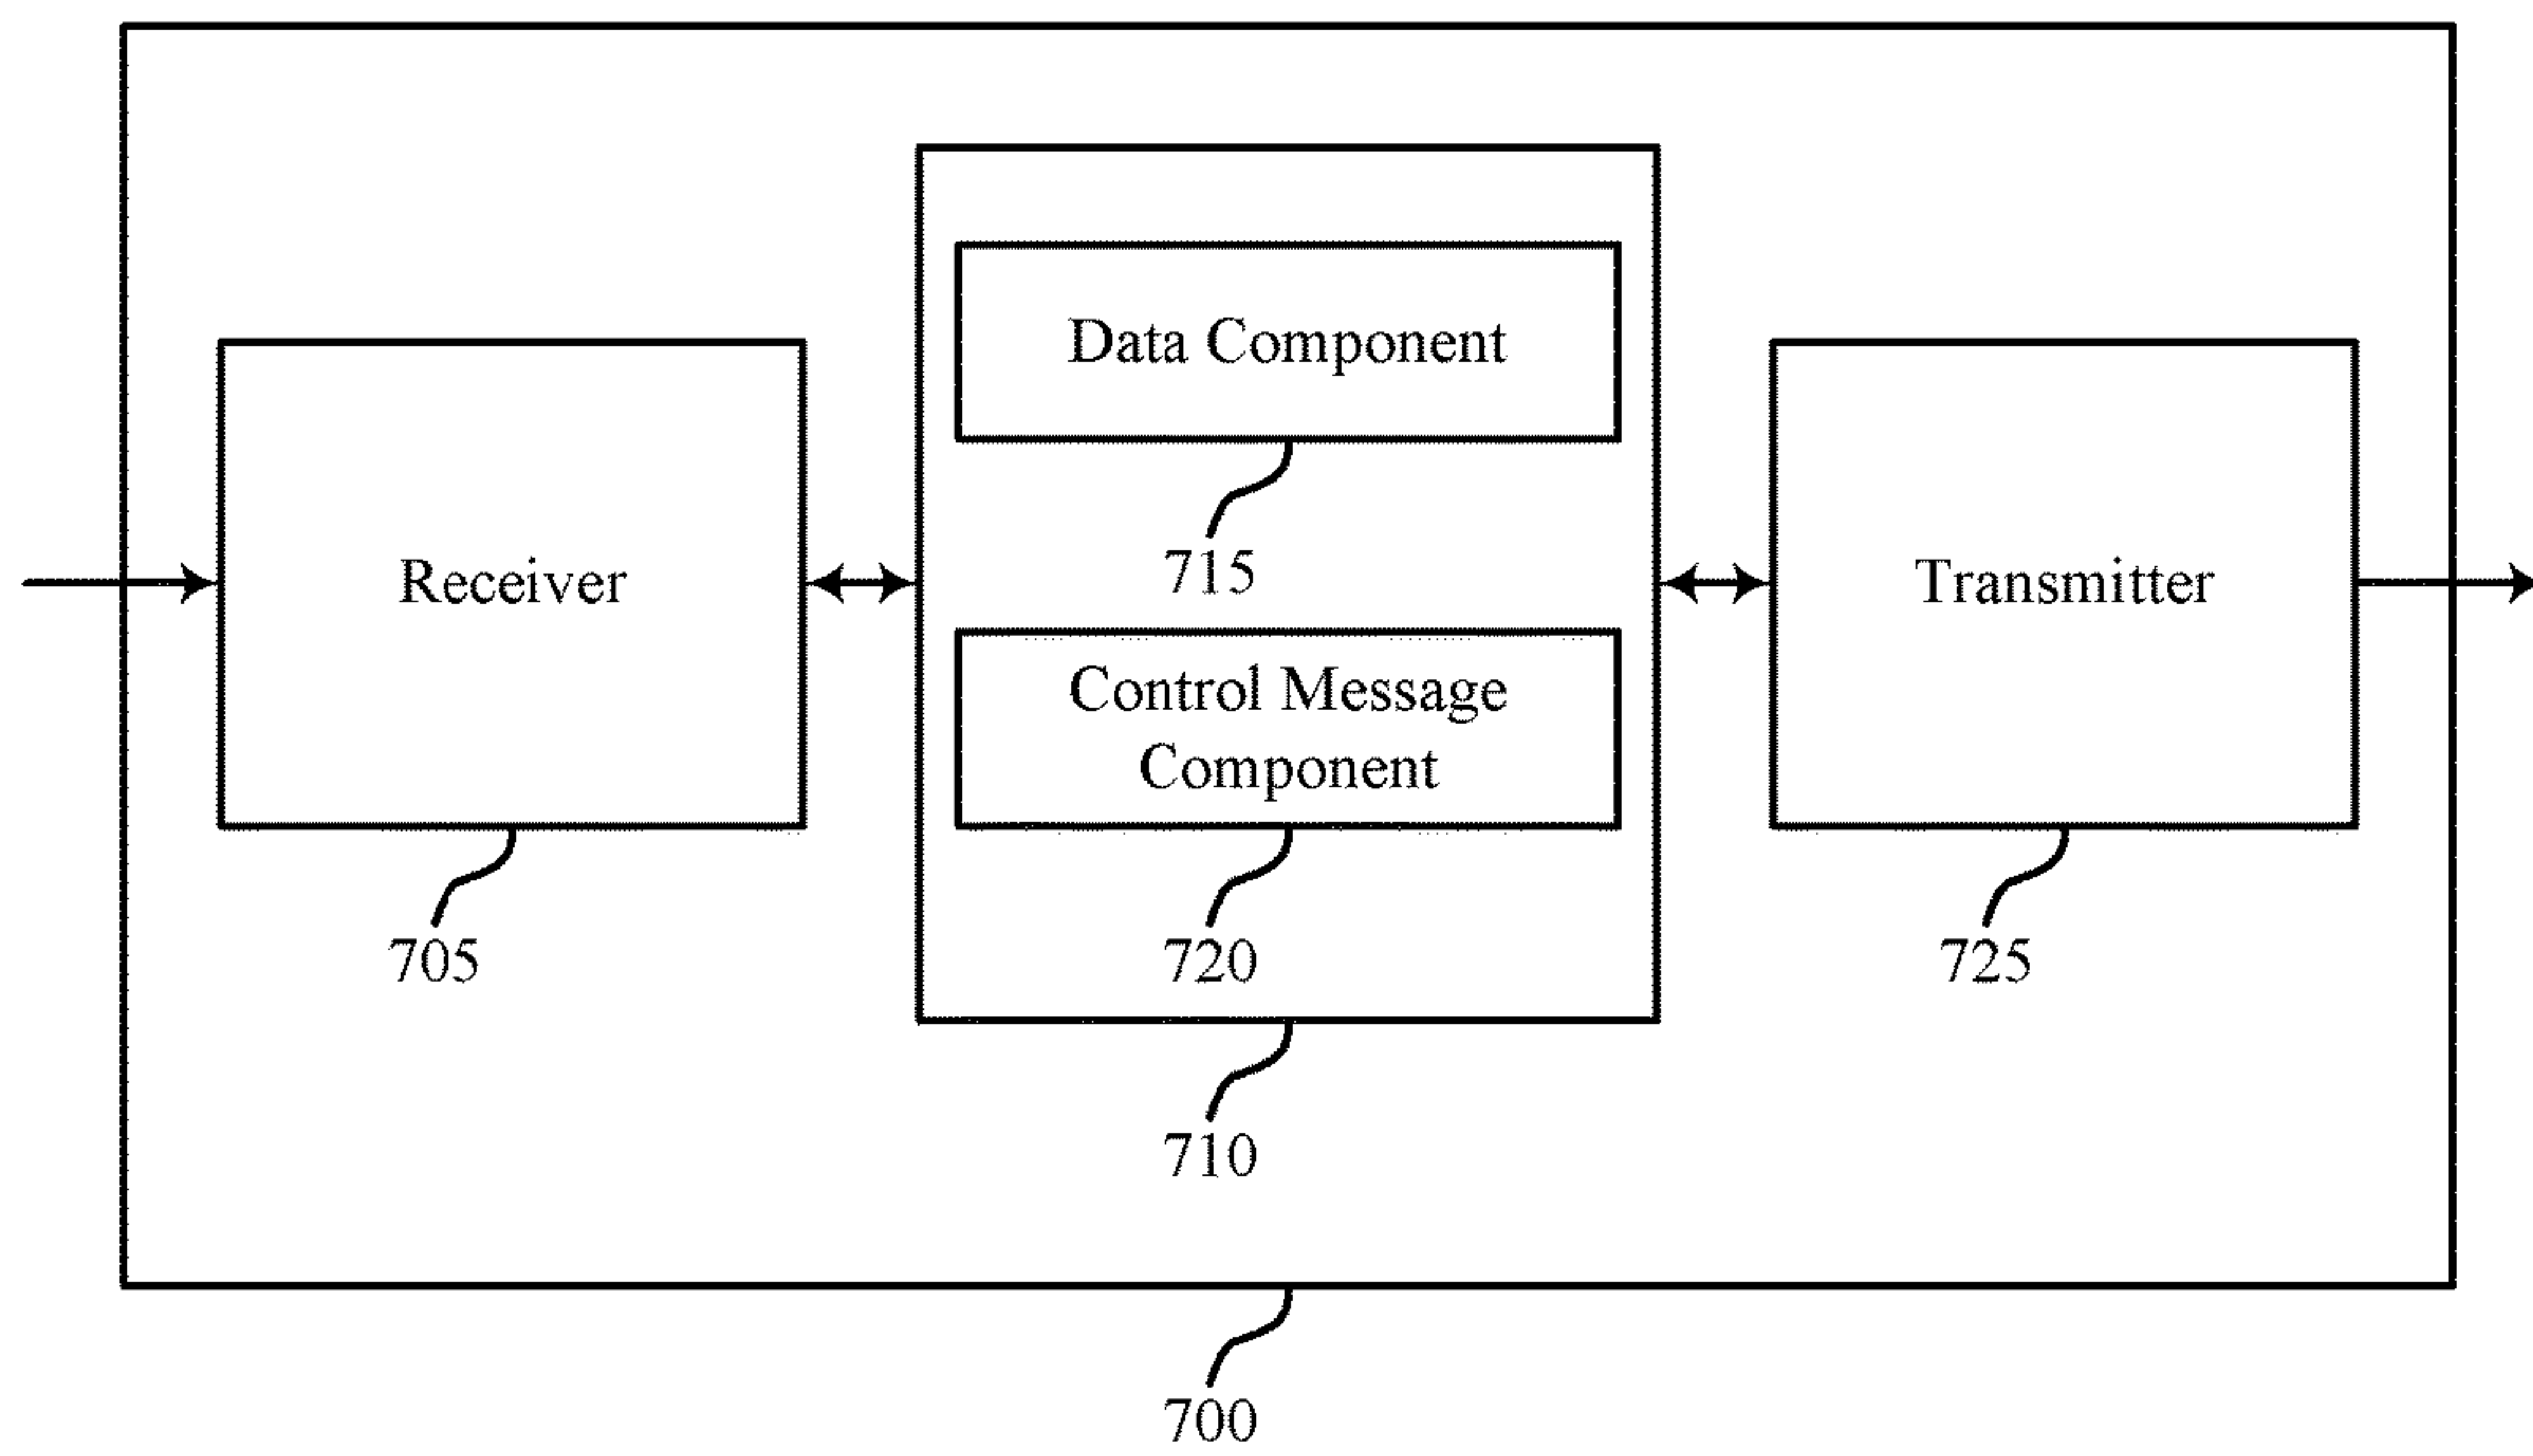 Data Component
715
Receiver
Transmitter
Control Message
Component
705
720
725
710
700